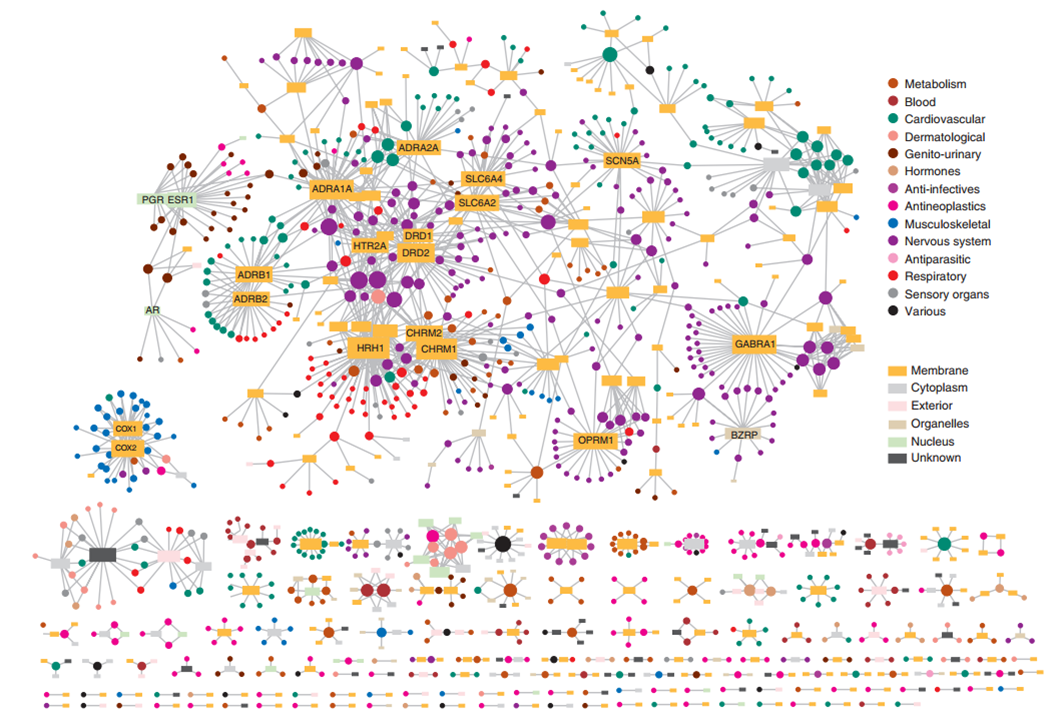 ADRA2A
SCN5A
SLC6A4
ADRA1A
PGR ESR1
SLC6A2
DRD1
HTR2A
DRD2
ADRB1
ADRB2
AR
CHRM2
GABRA1
HRH1
CHRM1
COX1
COX2
OPRM1
BZRP
Metabolism
Blood
Cardiovascular
Dermatological
Genito-urinary
Hormones
Anti-infectives
Antineoplastics
Musculoskeletal
Nervous system
Antiparasitic
Respiratory
Sensory organs
Various
Membrane
Cytoplasm
Exterior
Organelles
Nucleus
Unknown